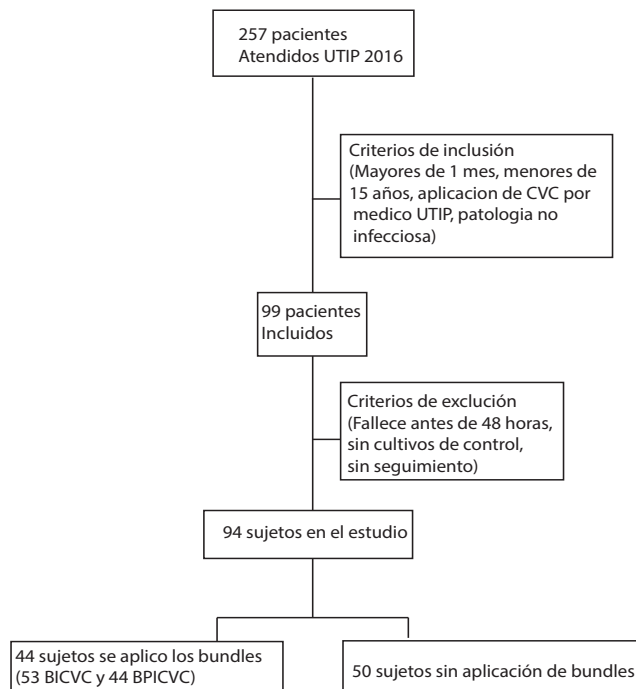 257 pacientes
Atendidos UTIP 2016
Criterios de inclusión
(Mayores de 1 mes, menores de
15 años, aplicacion de CVC por
medico UTIP, patologia no
infecciosa)
99 pacientes
Incluidos
Criterios de exclución
(Fallece antes de 48 horas,
sin cultivos de control,
sin seguimiento)
94 sujetos en el estudio
44 sujetos se aplico los bundles
(53 BICVC y 44 BPICVC)
50 sujetos sin aplicación de bundles